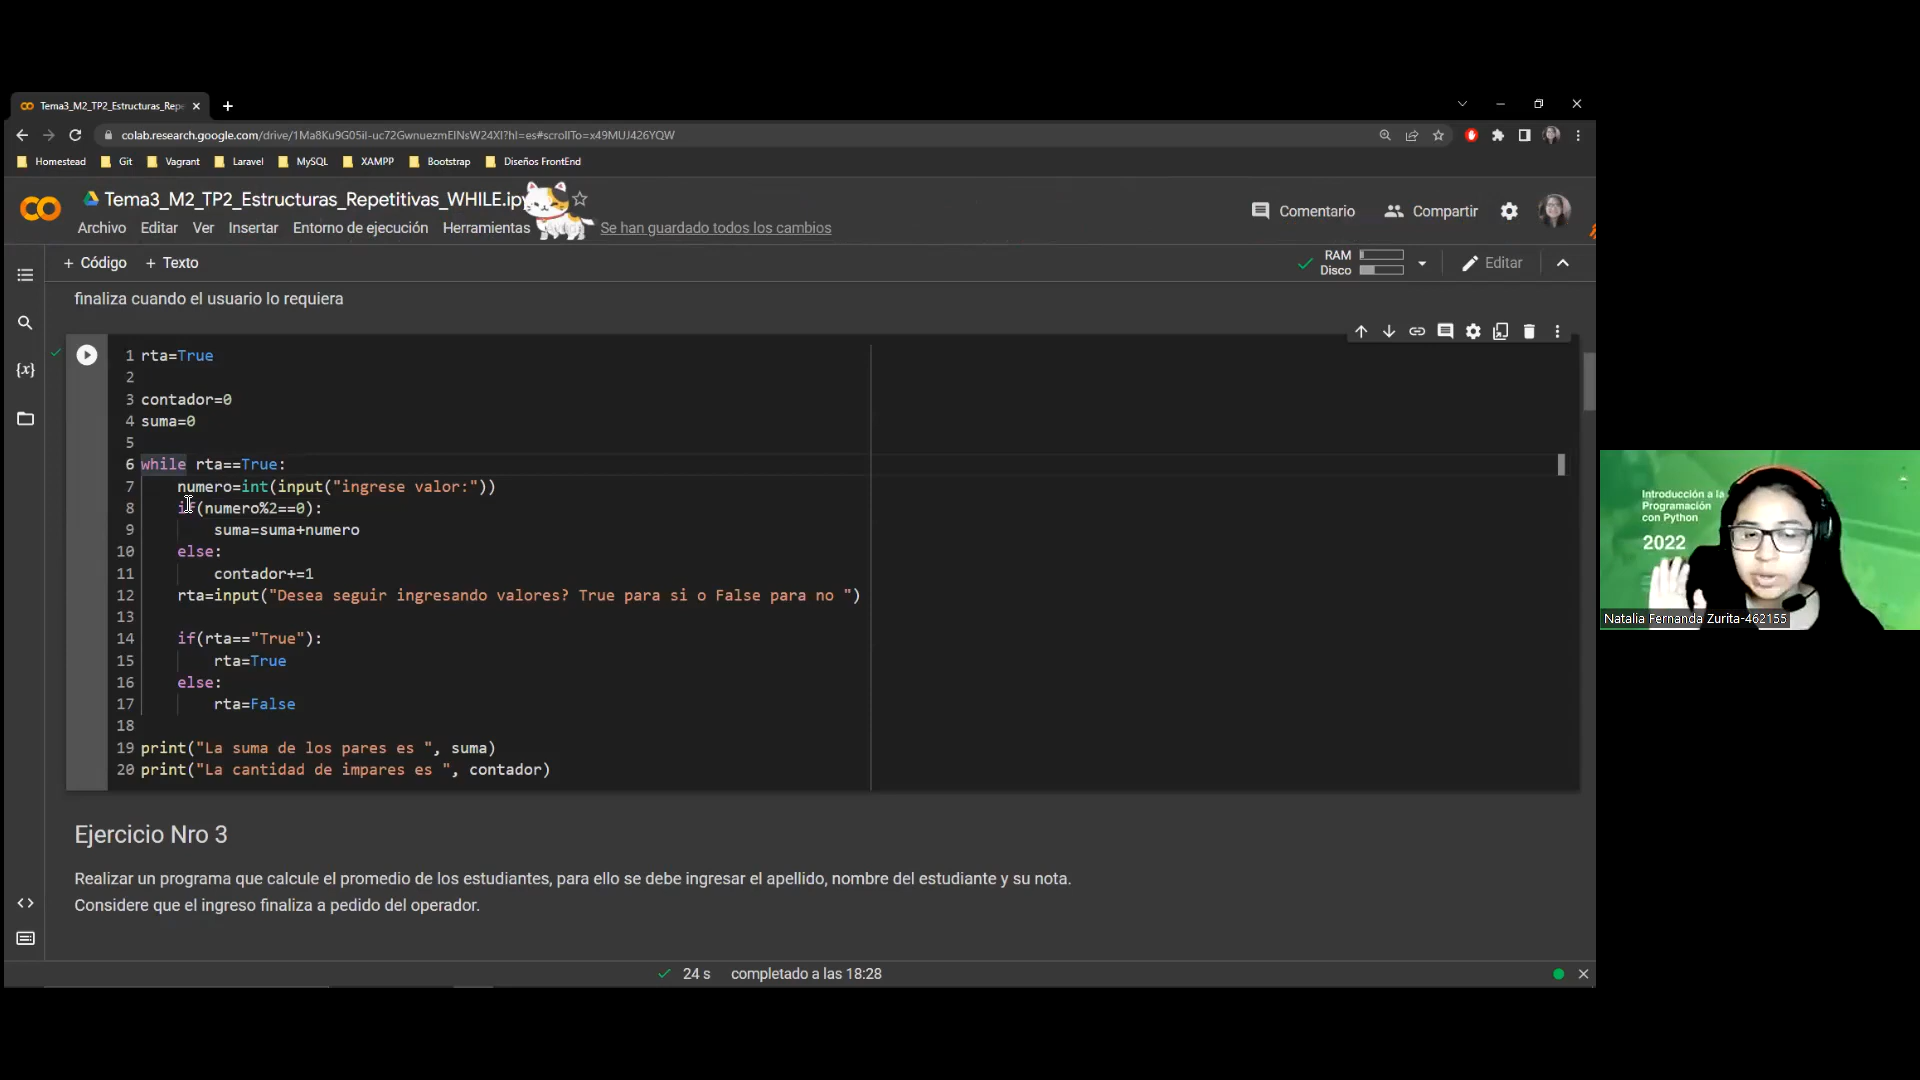 Tema3_M2_TP2_Estructuras_Rep
colab.research.google.com/drive/1Ma8Ku9G05iI-uc72GwnuezmEINsW24XI?hl=es#scrollTo=x49MUJ426YQW
Homestead Git Vagrant Laravel MySQL XAMPP Bootstrap Diseños FrontEnd
Tema3_M2_TP2_Estructuras_Repetitivas_WHILE.ipy
Comentario Compartir
Archivo Editar Ver Insertar Entorno de ejecución Herramientas Se han guardado todos los cambios
+ Código + Texto
RAM
Disco
Editar
finaliza cuando el usuario lo requiera
1 rta=True
2
3 contador=0
4 suma=0
5
6 while rta==True:
7 numero=int(input("ingrese valor:"))
8 if(numero%2==0):
9 suma=suma+numero
10 else:
11 contador+=1
12 rta=input("Desea seguir ingresando valores? True para si o False para no ")
13
14 if(rta=="True"):
15 rta=True
16 else:
17 rta=False
18
19 print("La suma de los pares es ", suma)
20 print("La cantidad de impares es ", contador)
Ejercicio Nro 3
Realizar un programa que calcule el promedio de los estudiantes, para ello se debe ingresar el apellido, nombre del estudiante y su nota.
Considere que el ingreso finaliza a pedido del operador.
24 s completado a las 18:28
Introducción a la
Programación
con Python
2022
Natalia Fernanda Zurita-462155